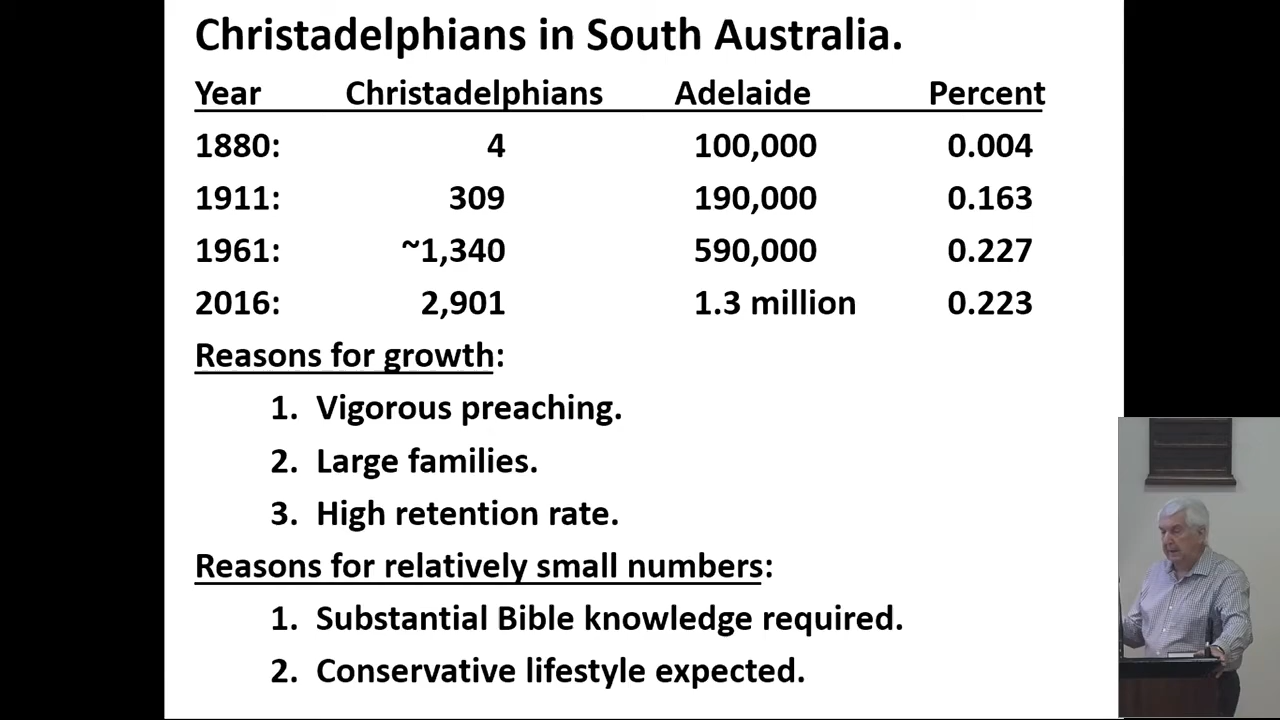 Christadelphians in South Australia.
Year Christadelphians Adelaide Percent
1880: 4 100,000 0.004
1911: 309 190,000 0.163
1961: ~1,340 590,000 0.227
2016: 2,901 1.3 million 0.223
Reasons for growth:
1. Vigorous preaching.
2. Large families.
3. High retention rate.
Reasons for relatively small numbers:
1. Substantial Bible knowledge required.
2. Conservative lifestyle expected.